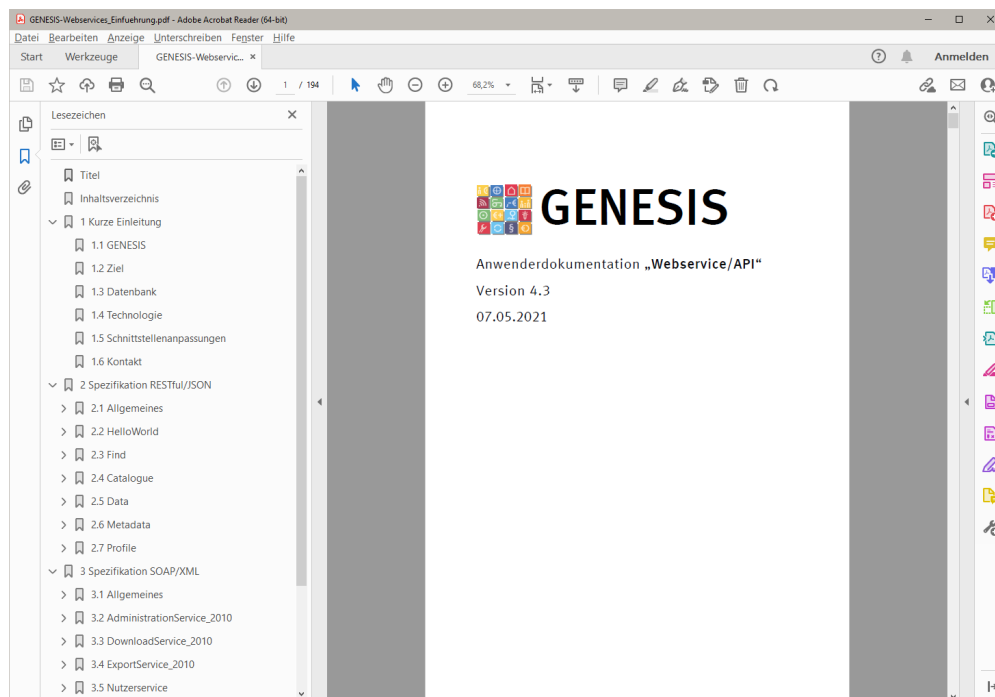 GENESIS-Webservices_Einfuehrung.pdf - Adobe Acrobat Reader (64-bit)
Datei Bearbeiten Anzeige Unterschreiben Fenster Hilfe
Start Werkzeuge GENESIS-Webservic... × Anmelden
1 / 194 68,2%
Lesezeichen
Titel
Inhaltsverzeichnis
1 Kurze Einleitung
1.1 GENESIS
1.2 Ziel
1.3 Datenbank
1.4 Technologie
1.5 Schnittstellenanpassungen
1.6 Kontakt
2 Spezifikation RESTful/JSON
2.1 Allgemeines
2.2 HelloWorld
2.3 Find
2.4 Catalogue
2.5 Data
2.6 Metadata
2.7 Profile
3 Spezifikation SOAP/XML
3.1 Allgemeines
3.2 AdministrationService_2010
3.3 DownloadService_2010
3.4 ExportService_2010
3.5 Nutzerservice
GENESIS
Anwenderdokumentation „Webservice/API“
Version 4.3
07.05.2021